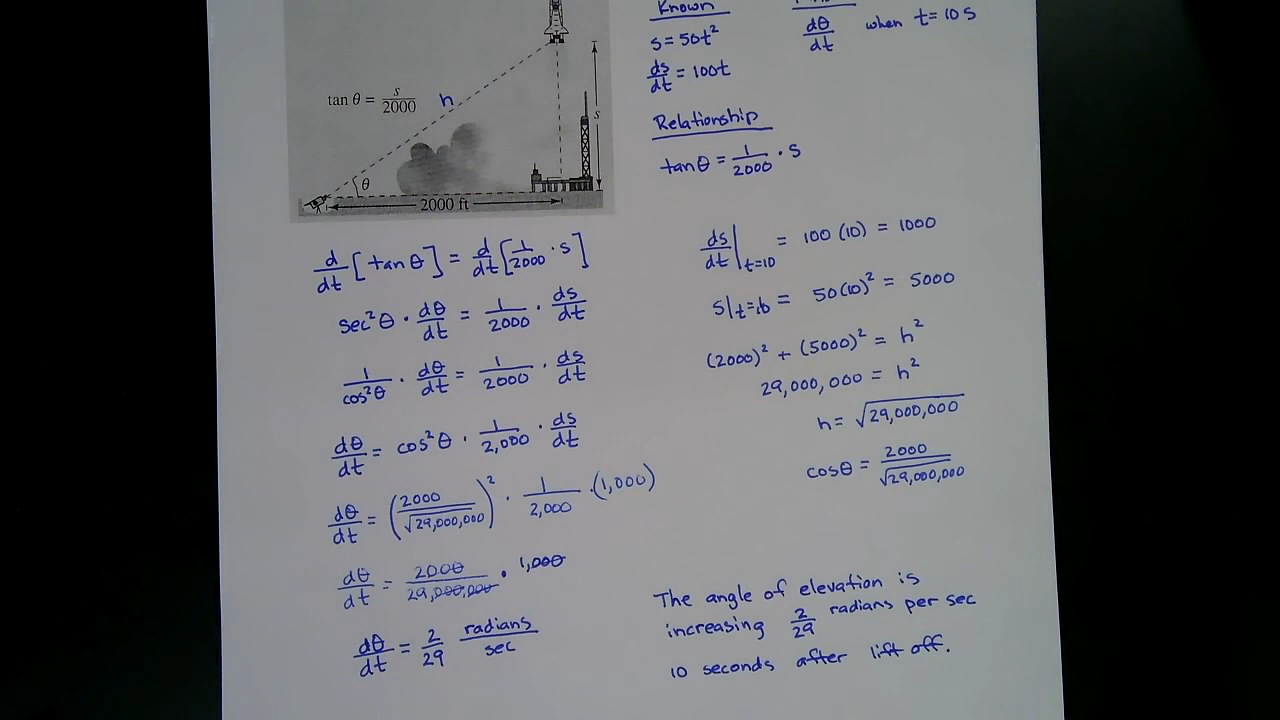 Known
s = 50t²
ds/dt = 100t
dθ/dt when t = 10 s
Relationship
tan θ = 1/2000 · s
tan θ = s/2000
h
s
θ
2000 ft
d/dt [tan θ] = d/dt [1/2000 · s]
sec²θ · dθ/dt = 1/2000 · ds/dt
1/cos²θ · dθ/dt = 1/2000 · ds/dt
dθ/dt = cos²θ · 1/2,000 · ds/dt
dθ/dt = (2000/√29,000,000)² · 1/2,000 · (1,000)
dθ/dt = 2000/29,000,000 · 1,000
dθ/dt = 2/29 radians/sec
ds/dt|t=10 = 100(10) = 1000
s|t=10 = 50(10)² = 5000
(2000)² + (5000)² = h²
29,000,000 = h²
h = √29,000,000
cosθ = 2000/√29,000,000
The angle of elevation is
increasing 2/29 radians per sec
10 seconds after lift off.